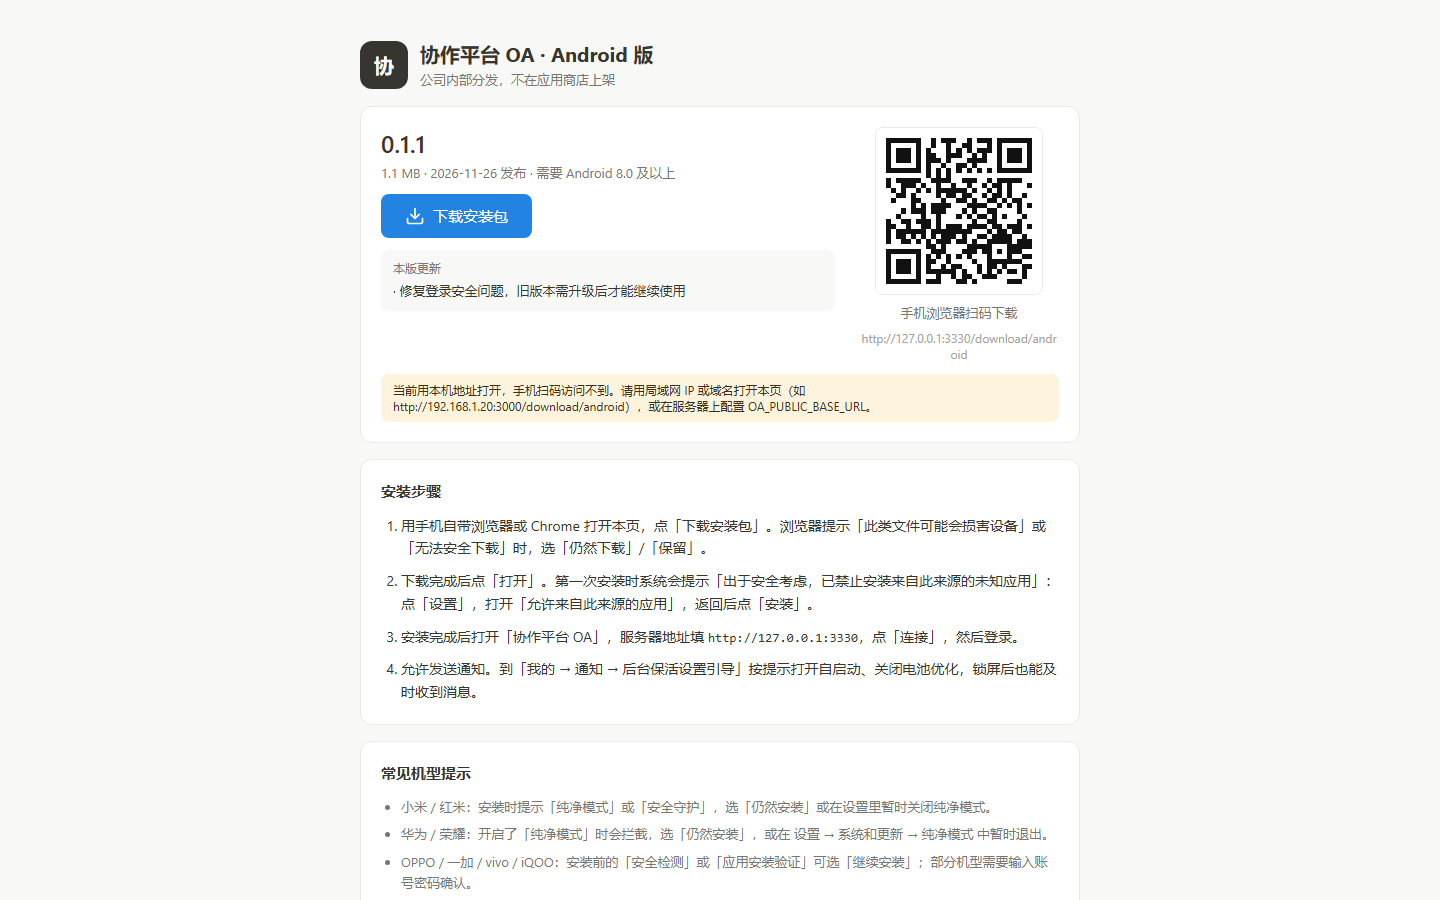 协
协作平台 OA · Android 版
公司内部分发，不在应用商店上架
0.1.1
1.1 MB · 2026-11-26 发布 · 需要 Android 8.0 及以上
下载安装包
本版更新
· 修复登录安全问题，旧版本需升级后才能继续使用
手机浏览器扫码下载
http://127.0.0.1:3330/download/andr
oid
当前用本机地址打开，手机扫码访问不到。请用局域网 IP 或域名打开本页（如
http://192.168.1.20:3000/download/android），或在服务器上配置 OA_PUBLIC_BASE_URL。
安装步骤
1. 用手机自带浏览器或 Chrome 打开本页，点「下载安装包」。浏览器提示「此类文件可能会损害设备」或
「无法安全下载」时，选「仍然下载」/「保留」。
2. 下载完成后点「打开」。第一次安装时系统会提示「出于安全考虑，已禁止安装来自此来源的未知应用」：
点「设置」，打开「允许来自此来源的应用」，返回后点「安装」。
3. 安装完成后打开「协作平台 OA」，服务器地址填 http://127.0.0.1:3330，点「连接」，然后登录。
4. 允许发送通知。到「我的 → 通知 → 后台保活设置引导」按提示打开自启动、关闭电池优化，锁屏后也能及
时收到消息。
常见机型提示
• 小米 / 红米：安装时提示「纯净模式」或「安全守护」，选「仍然安装」或在设置里暂时关闭纯净模式。
• 华为 / 荣耀：开启了「纯净模式」时会拦截，选「仍然安装」，或在 设置 → 系统和更新 → 纯净模式 中暂时退出。
• OPPO / 一加 / vivo / iQOO：安装前的「安全检测」或「应用安装验证」可选「继续安装」；部分机型需要输入账
号密码确认。